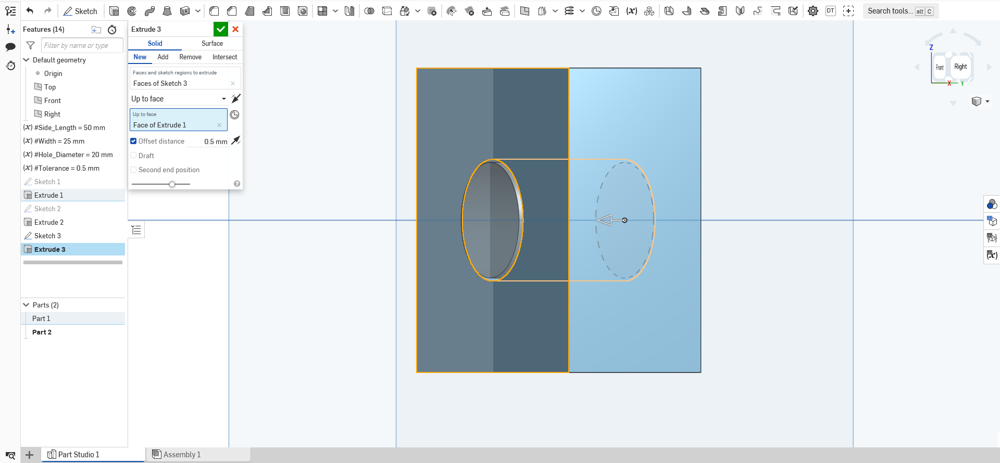 Sketch
Search tools... alt C
Features (14)
Filter by name or type
Default geometry
Origin
Top
Front
Right
(x) #Side_Length = 50 mm
(x) #Width = 25 mm
(x) #Hole_Diameter = 20 mm
(x) #Tolerance = 0.5 mm
Sketch 1
Extrude 1
Sketch 2
Extrude 2
Sketch 3
Extrude 3
Parts (2)
Part 1
Part 2
Extrude 3
Solid Surface
New Add Remove Intersect
Faces and sketch regions to extrude
Faces of Sketch 3
Up to face
Up to face
Face of Extrude 1
Offset distance 0.5 mm
Draft
Second end position
Z
Front Right
X Y
DT
(x)
(x)
Part Studio 1
Assembly 1